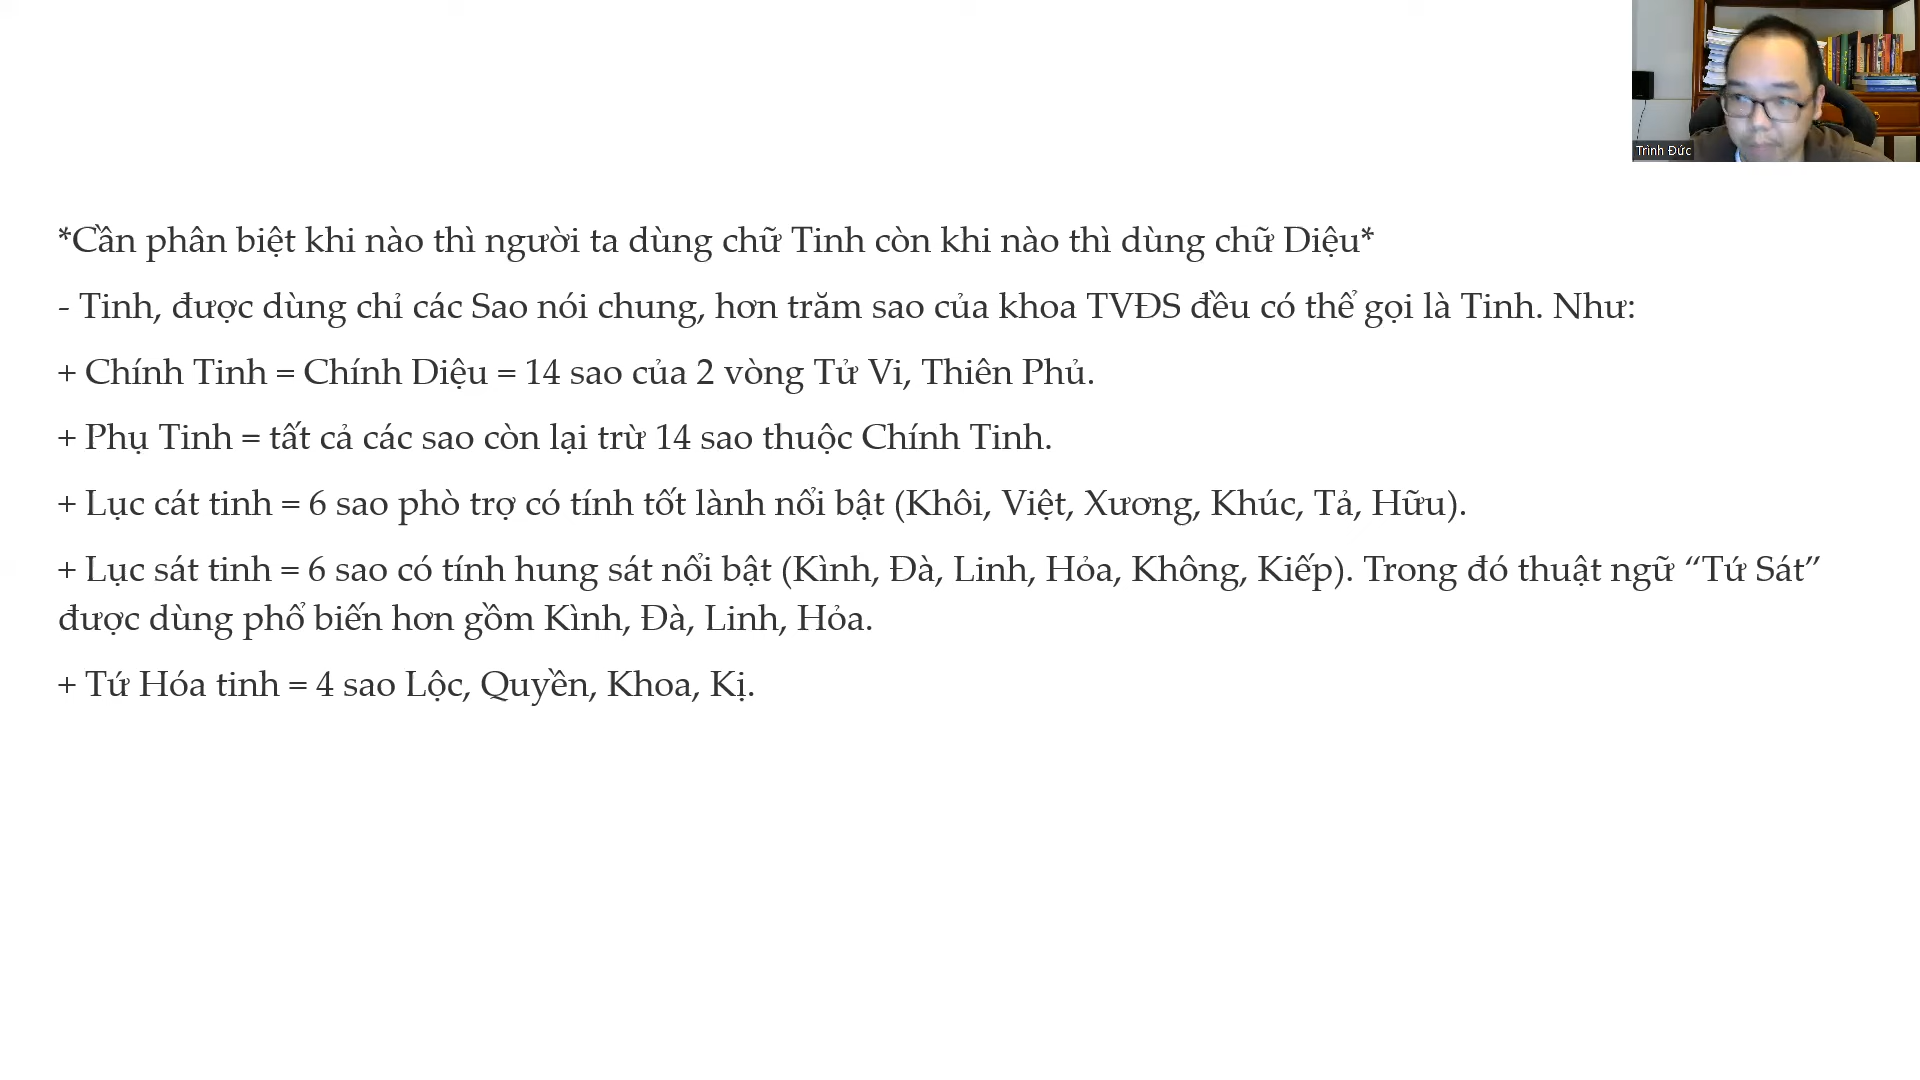 Trình Đức
*Cần phân biệt khi nào thì người ta dùng chữ Tinh còn khi nào thì dùng chữ Diệu*
- Tinh, được dùng chỉ các Sao nói chung, hơn trăm sao của khoa TVĐS đều có thể gọi là Tinh. Như:
+ Chính Tinh = Chính Diệu = 14 sao của 2 vòng Tử Vi, Thiên Phủ.
+ Phụ Tinh = tất cả các sao còn lại trừ 14 sao thuộc Chính Tinh.
+ Lục cát tinh = 6 sao phò trợ có tính tốt lành nổi bật (Khôi, Việt, Xương, Khúc, Tả, Hữu).
+ Lục sát tinh = 6 sao có tính hung sát nổi bật (Kình, Đà, Linh, Hỏa, Không, Kiếp). Trong đó thuật ngữ “Tứ Sát”
được dùng phổ biến hơn gồm Kình, Đà, Linh, Hỏa.
+ Tứ Hóa tinh = 4 sao Lộc, Quyền, Khoa, Kị.